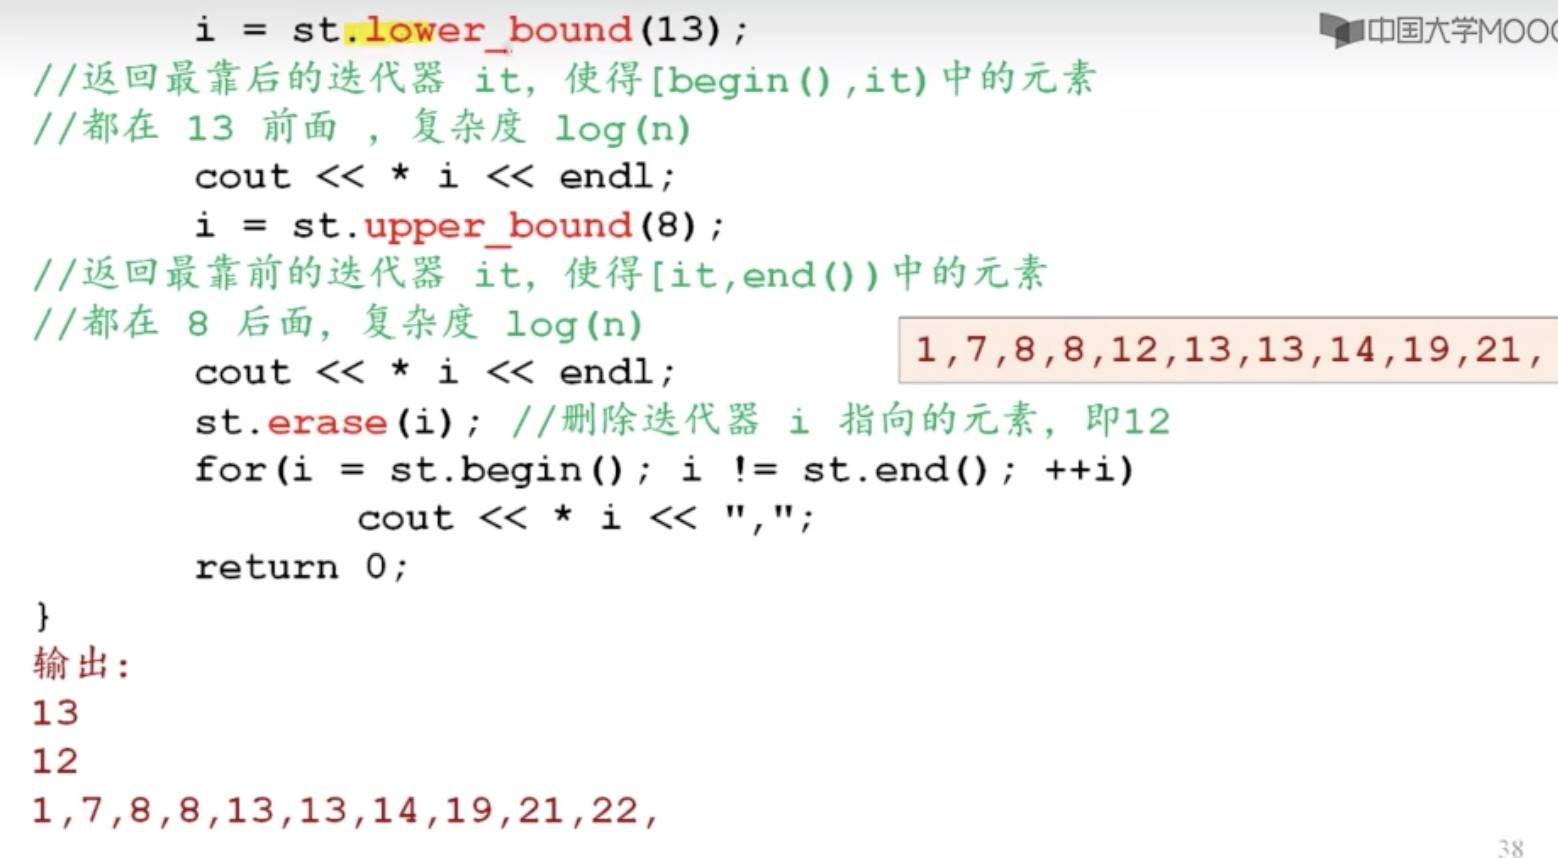 i = st.lower_bound(13);
中国大学MOOC
//返回最靠后的迭代器 it, 使得[begin(),it)中的元素
//都在 13 前面 , 复杂度 log(n)
cout << * i << endl;
i = st.upper_bound(8);
//返回最靠前的迭代器 it, 使得[it,end())中的元素
//都在 8 后面, 复杂度 log(n)
1,7,8,8,12,13,13,14,19,21,
cout << * i << endl;
st.erase(i); //删除迭代器 i 指向的元素, 即12
for(i = st.begin(); i != st.end(); ++i)
cout << * i << ",";
return 0;
}
输出:
13
12
1,7,8,8,13,13,14,19,21,22,
38